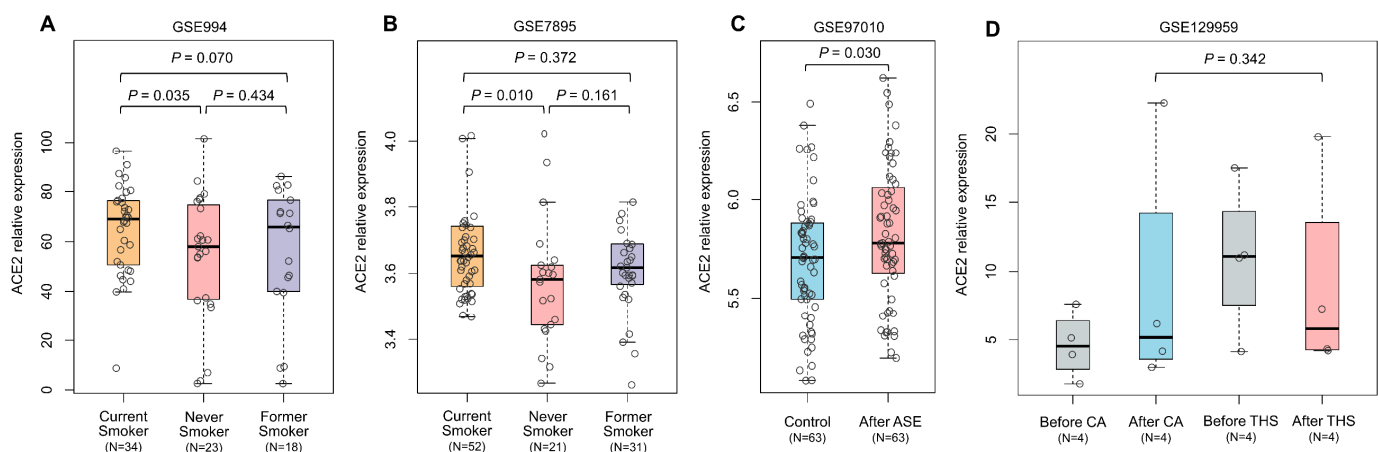 A
GSE994
P = 0.070
P = 0.035
P = 0.434
ACE2 relative expression
100
80
60
40
20
0
Current Smoker (N=34)
Never Smoker (N=23)
Former Smoker (N=18)
B
GSE7895
P = 0.372
P = 0.010
P = 0.161
ACE2 relative expression
4.0
3.8
3.6
3.4
Current Smoker (N=52)
Never Smoker (N=21)
Former Smoker (N=31)
C
GSE97010
P = 0.030
ACE2 relative expression
6.5
6.0
5.5
Control (N=63)
After ASE (N=63)
D
GSE129959
P = 0.342
ACE2 relative expression
20
15
10
5
Before CA (N=4)
After CA (N=4)
Before THS (N=4)
After THS (N=4)